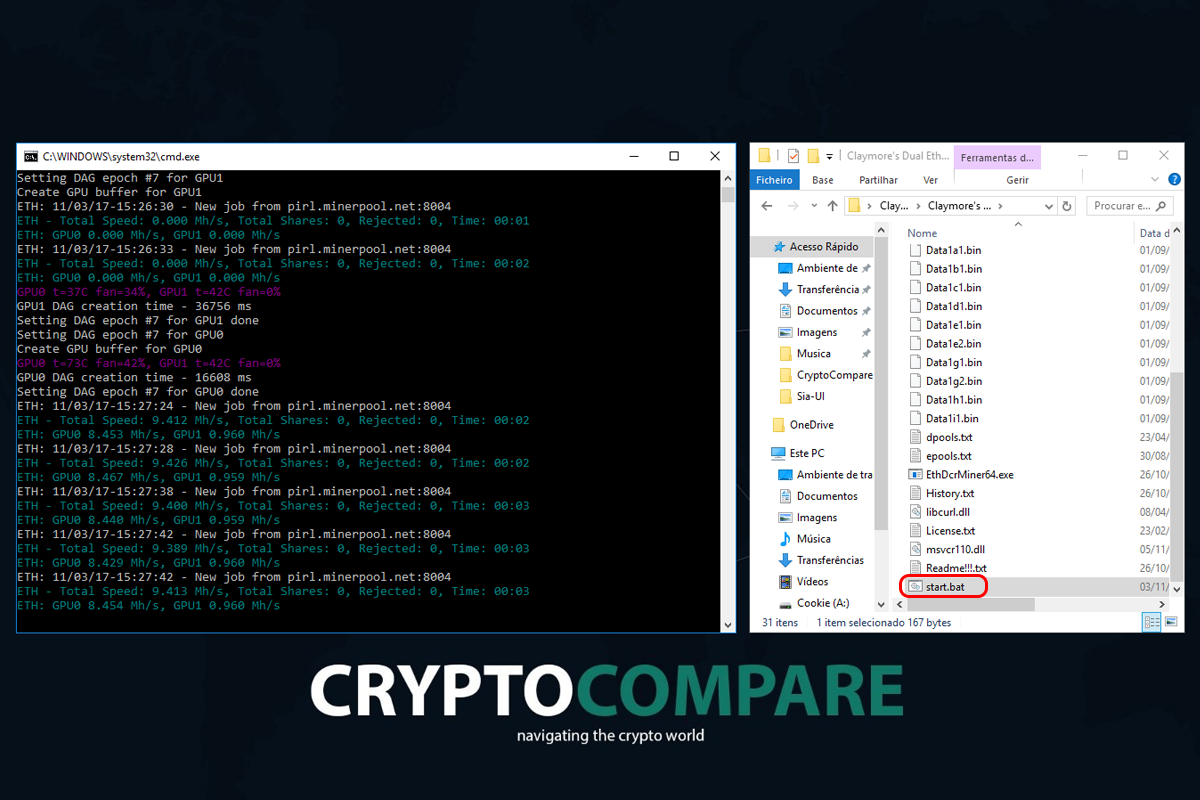 C:\WINDOWS\system32\cmd.exe
Setting DAG epoch #7 for GPU1
Create GPU buffer for GPU1
ETH: 11/03/17-15:26:30 - New job from pirl.minerpool.net:8004
ETH - Total Speed: 0.000 Mh/s, Total Shares: 0, Rejected: 0, Time: 00:01
ETH: GPU0 0.000 Mh/s, GPU1 0.000 Mh/s
ETH: 11/03/17-15:26:33 - New job from pirl.minerpool.net:8004
ETH - Total Speed: 0.000 Mh/s, Total Shares: 0, Rejected: 0, Time: 00:02
ETH: GPU0 0.000 Mh/s, GPU1 0.000 Mh/s
GPU0 t=37C fan=34%, GPU1 t=42C fan=0%
GPU1 DAG creation time - 36756 ms
Setting DAG epoch #7 for GPU1 done
Setting DAG epoch #7 for GPU0
Create GPU buffer for GPU0
GPU0 t=73C fan=42%, GPU1 t=42C fan=0%
GPU0 DAG creation time - 16608 ms
Setting DAG epoch #7 for GPU0 done
ETH: 11/03/17-15:27:24 - New job from pirl.minerpool.net:8004
ETH - Total Speed: 9.412 Mh/s, Total Shares: 0, Rejected: 0, Time: 00:02
ETH: GPU0 8.453 Mh/s, GPU1 0.960 Mh/s
ETH: 11/03/17-15:27:28 - New job from pirl.minerpool.net:8004
ETH - Total Speed: 9.426 Mh/s, Total Shares: 0, Rejected: 0, Time: 00:02
ETH: GPU0 8.467 Mh/s, GPU1 0.959 Mh/s
ETH: 11/03/17-15:27:38 - New job from pirl.minerpool.net:8004
ETH - Total Speed: 9.400 Mh/s, Total Shares: 0, Rejected: 0, Time: 00:03
ETH: GPU0 8.440 Mh/s, GPU1 0.959 Mh/s
ETH: 11/03/17-15:27:42 - New job from pirl.minerpool.net:8004
ETH - Total Speed: 9.389 Mh/s, Total Shares: 0, Rejected: 0, Time: 00:03
ETH: GPU0 8.429 Mh/s, GPU1 0.960 Mh/s
ETH: 11/03/17-15:27:42 - New job from pirl.minerpool.net:8004
ETH - Total Speed: 9.413 Mh/s, Total Shares: 0, Rejected: 0, Time: 00:03
ETH: GPU0 8.454 Mh/s, GPU1 0.960 Mh/s
Claymore's Dual Eth... Ferramentas d...
Ficheiro Base Partilhar Ver Gerir
Clay... Claymore's ... Procurar e...
Acesso Rápido
Ambiente de
Transferência
Documentos
Imagens
Musica
CryptoCompare
Sia-UI
OneDrive
Este PC
Ambiente de tra
Documentos
Imagens
Música
Transferências
Vídeos
Cookie (A:)
Nome Data d
Data1a1.bin 01/09/
Data1b1.bin 01/09/
Data1c1.bin 01/09/
Data1d1.bin 01/09/
Data1e1.bin 01/09/
Data1e2.bin 01/09/
Data1g1.bin 01/09/
Data1g2.bin 01/09/
Data1h1.bin 01/09/
Data1i1.bin 01/09/
dpools.txt 23/04/
epools.txt 30/08/
EthDcrMiner64.exe 26/10/
History.txt 26/10/
libcurl.dll 08/04/
License.txt 23/02/
msvcr110.dll 05/11/
Readme!!!.txt 26/10/
start.bat 03/11/
31 itens 1 item selecionado 167 bytes
CRYPTOCOMPARE
navigating the crypto world